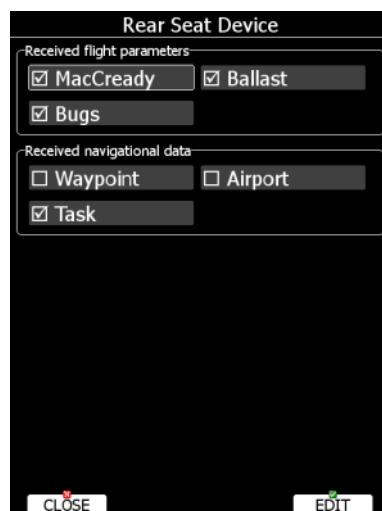 Rear Seat Device
Received flight parameters
MacCready Ballast
Bugs
Received navigational data
Waypoint Airport
Task
CLOSE EDIT